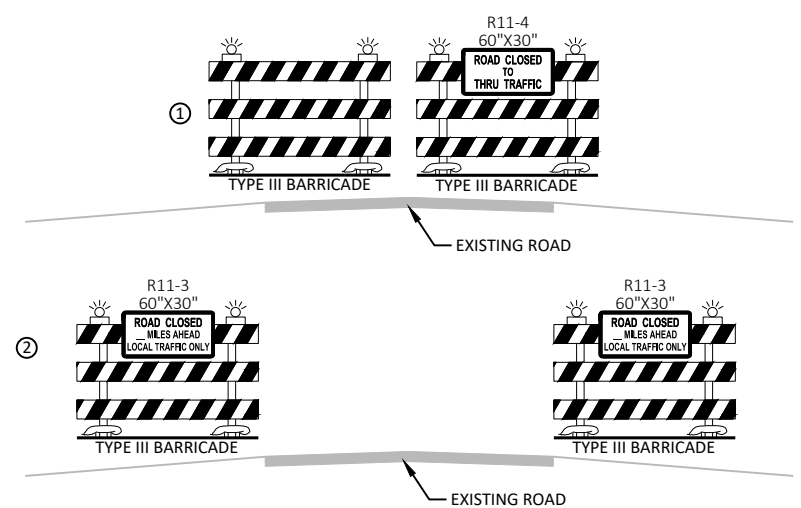 R11-4
60"X30"
ROAD CLOSED
TO
THRU TRAFFIC
1
TYPE III BARRICADE
TYPE III BARRICADE
EXISTING ROAD
R11-3
60"X30"
ROAD CLOSED
__ MILES AHEAD
LOCAL TRAFFIC ONLY
R11-3
60"X30"
ROAD CLOSED
__ MILES AHEAD
LOCAL TRAFFIC ONLY
2
TYPE III BARRICADE
TYPE III BARRICADE
EXISTING ROAD